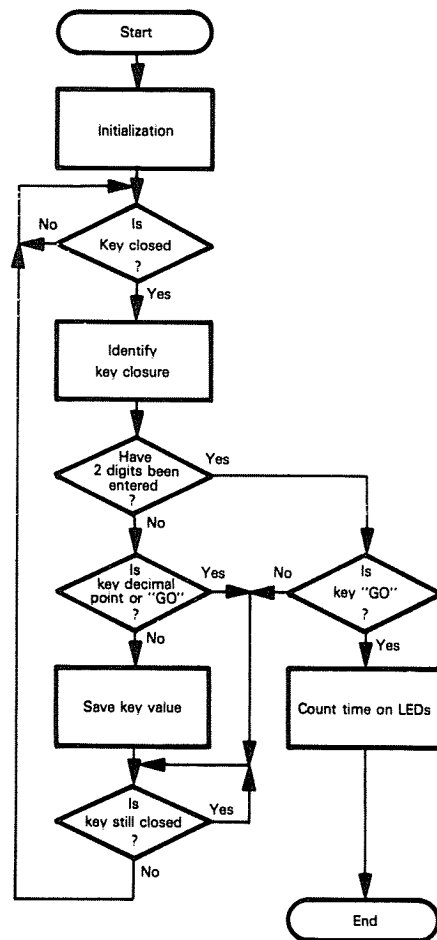 Start
Initialization
Is
No
Key closed
?
Yes
Identify
key closure
Have
Yes
2 digits been
entered
?
No
Is
Yes
No
Is
key decimal
point or "GO"
key "GO"
?
?
No
Yes
Save key value
Count time on LEDs
Is
Yes
key still closed
?
No
End